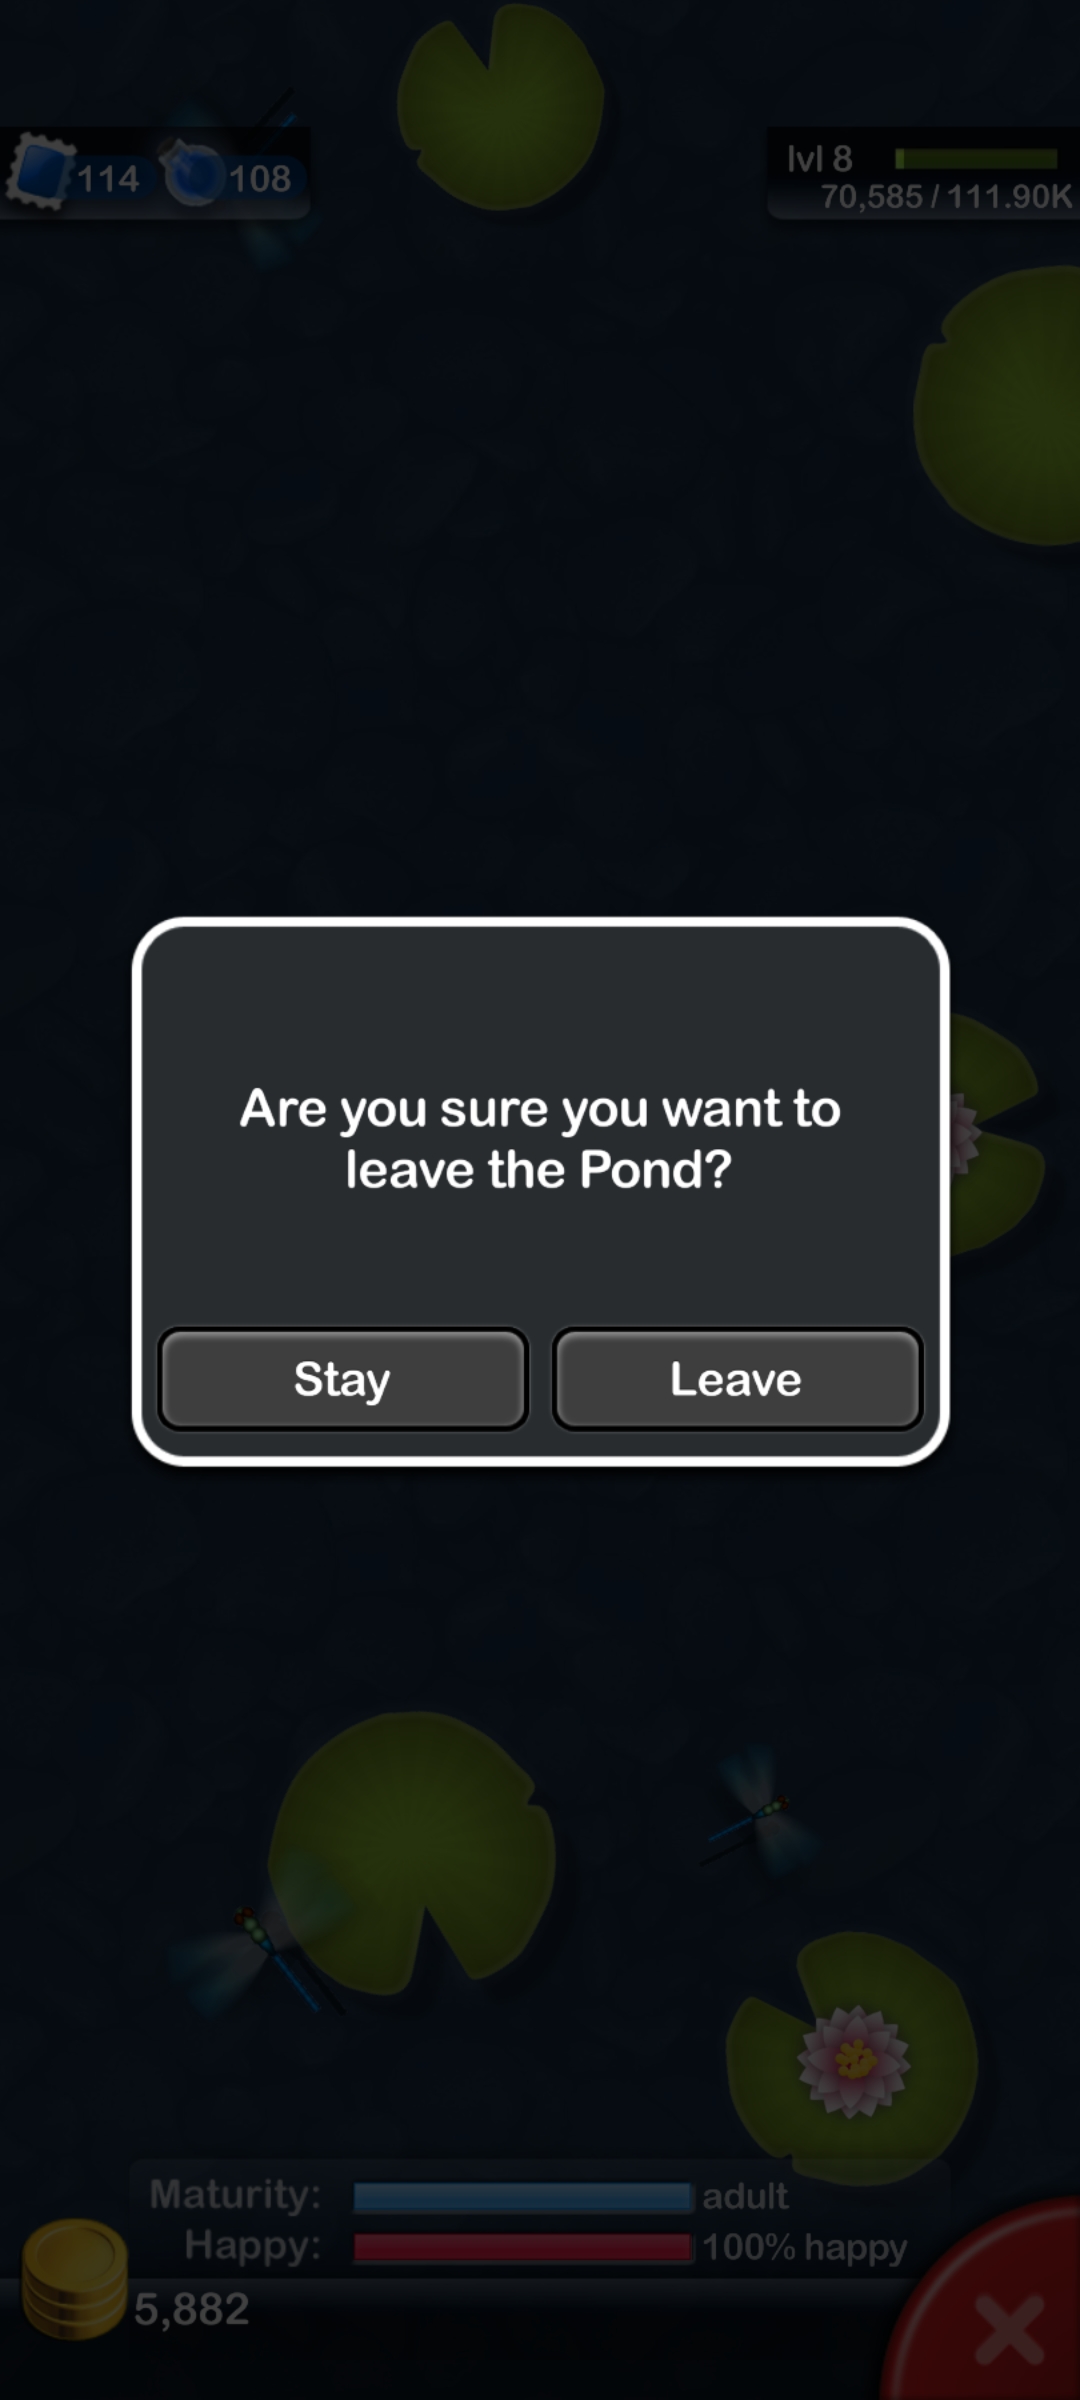 114
108
lvl 8
70,585 / 111.90K
Are you sure you want to
leave the Pond?
Stay
Leave
Maturity:
adult
Happy:
100% happy
5,882